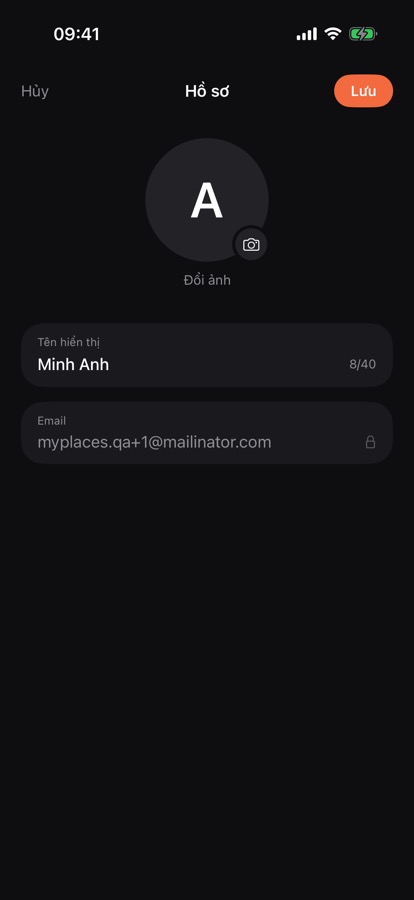 09:41
Hủy
Hồ sơ
Lưu
A
Đổi ảnh
Tên hiển thị
Minh Anh
8/40
Email
myplaces.qa+1@mailinator.com